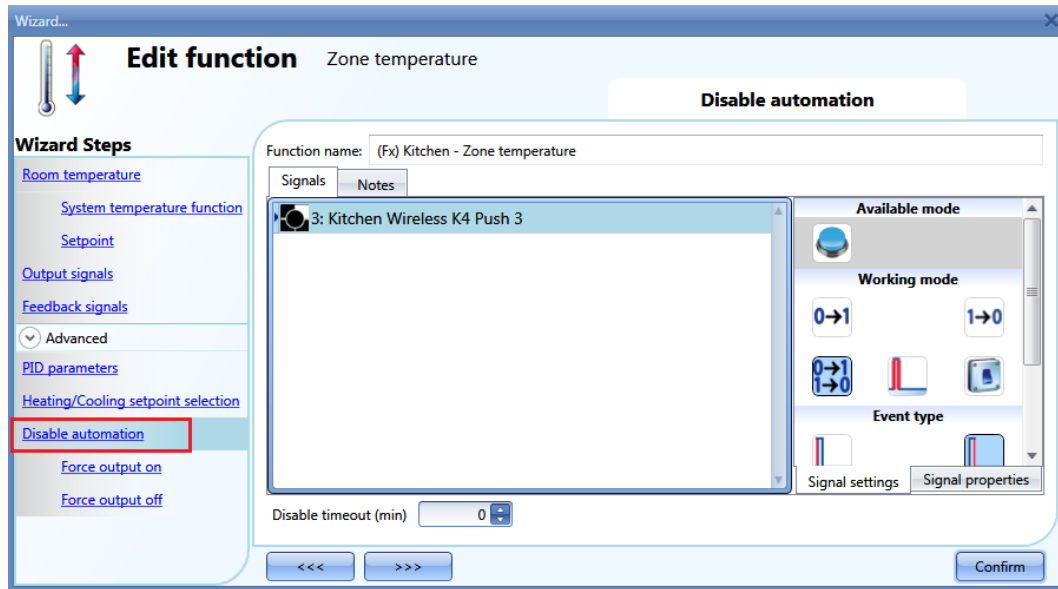 Wizard...
Edit function Zone temperature
Disable automation
Wizard Steps
Room temperature
System temperature function
Setpoint
Output signals
Feedback signals
Advanced
PID parameters
Heating/Cooling setpoint selection
Disable automation
Force output on
Force output off
Function name: (Fx) Kitchen - Zone temperature
Signals Notes
3: Kitchen Wireless K4 Push 3
Available mode
Working mode
0→1 1→0
0→1
1→0
Event type
Signal settings Signal properties
Disable timeout (min) 0
<<< >>> Confirm